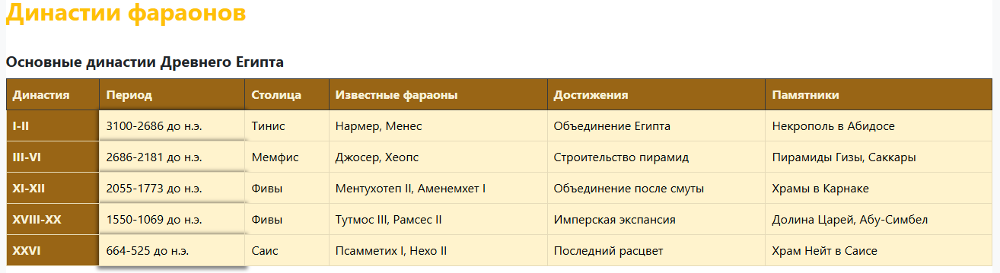 Династии фараонов
Основные династии Древнего Египта
Династия Период Столица Известные фараоны Достижения Памятники
I-II 3100-2686 до н.э. Тинис Нармер, Менес Объединение Египта Некрополь в Абидосе
III-VI 2686-2181 до н.э. Мемфис Джосер, Хеопс Строительство пирамид Пирамиды Гизы, Саккары
XI-XII 2055-1773 до н.э. Фивы Ментухотеп II, Аменемхет I Объединение после смуты Храмы в Карнаке
XVIII-XX 1550-1069 до н.э. Фивы Тутмос III, Рамсес II Имперская экспансия Долина Царей, Абу-Симбел
XXVI 664-525 до н.э. Саис Псамметих I, Нехо II Последний расцвет Храм Нейт в Саисе